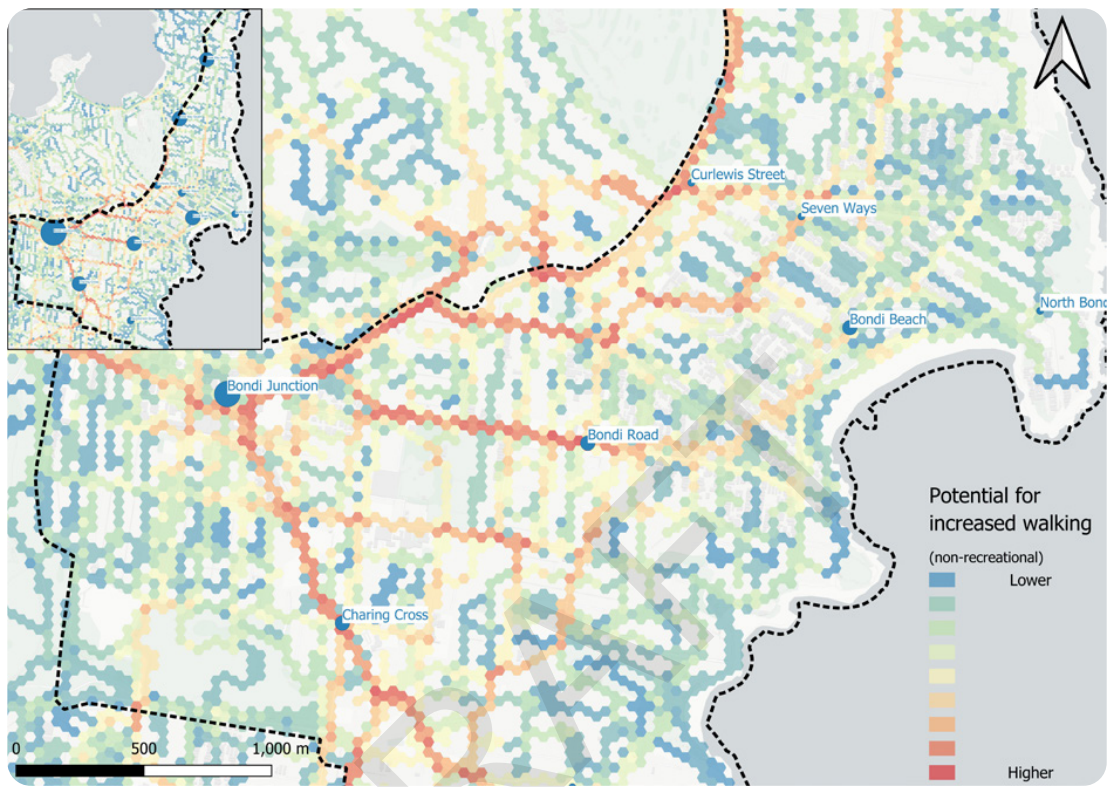 Curlewis Street
Seven Ways
North Bond
Bondi Beach
Bondi Junction
Bondi Road
Charing Cross
Potential for
increased walking
(non-recreational)
Lower
Higher
0 500 1,000 m
DRAFT